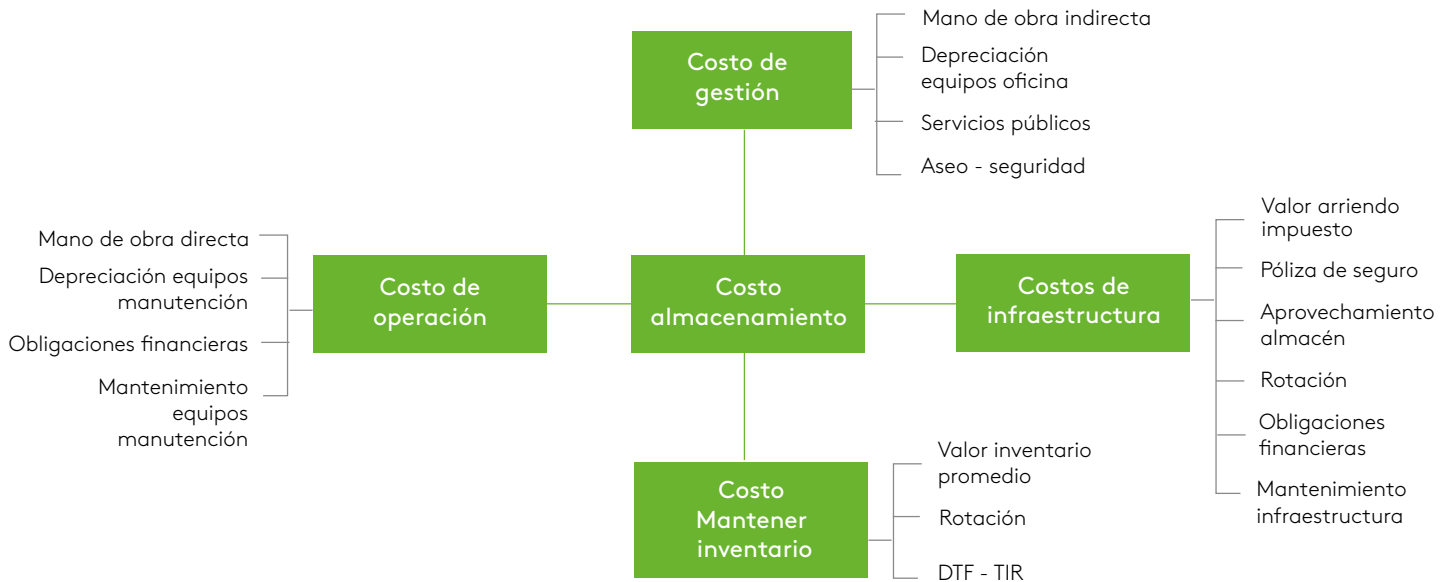 Costo de
gestión
Mano de obra indirecta
Depreciación
equipos oficina
Servicios públicos
Aseo - seguridad
Mano de obra directa
Depreciación equipos
manutención
Obligaciones financieras
Mantenimiento
equipos
manutención
Costo de
operación
Costo
almacenamiento
Costos de
infraestructura
Valor arriendo
impuesto
Póliza de seguro
Aprovechamiento
almacén
Rotación
Obligaciones
financieras
Mantenimiento
infraestructura
Costo
Mantener
inventario
Valor inventario
promedio
Rotación
DTF - TIR